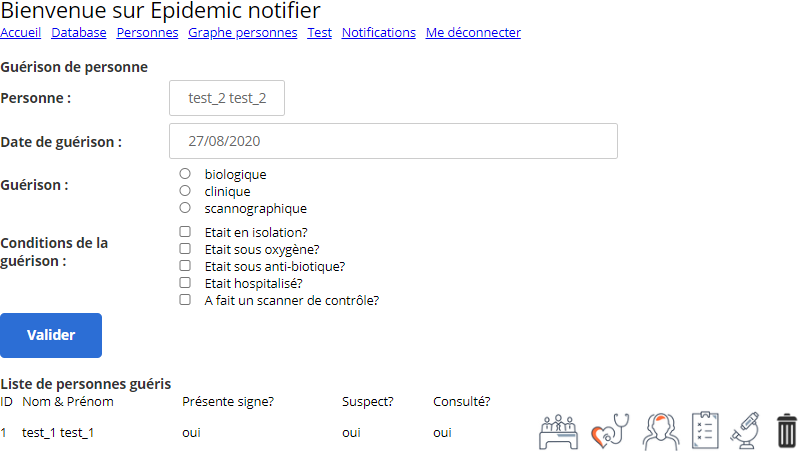 Bienvenue sur Epidemic notifier
Accueil Database Personnes Graphe personnes Test Notifications Me déconnecter
Guérison de personne
Personne : test_2 test_2
Date de guérison : 27/08/2020
Guérison :
biologique
clinique
scannographique
Conditions de la guérison :
Etait en isolation?
Etait sous oxygène?
Etait sous anti-biotique?
Etait hospitalisé?
A fait un scanner de contrôle?
Valider
Liste de personnes guéris
ID Nom & Prénom Présente signe? Suspect? Consulté?
1 test_1 test_1 oui oui oui